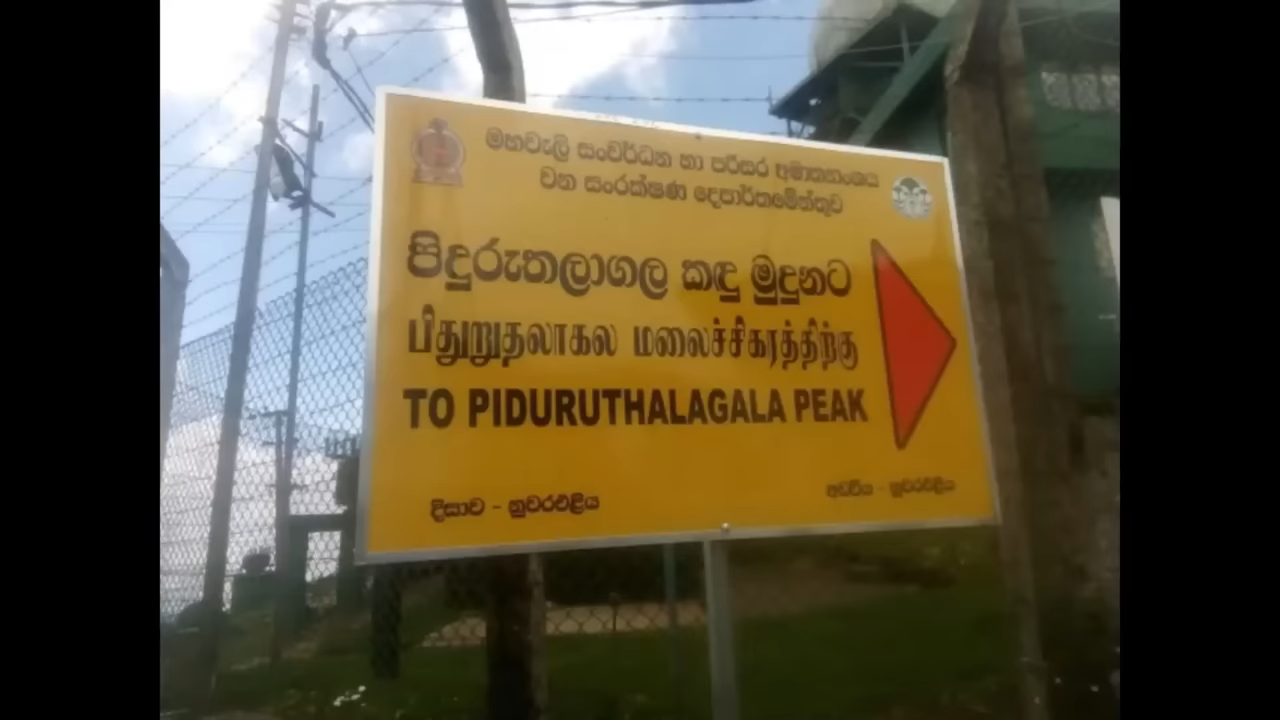 මහවැලි සංවර්ධන හා පරිසර අමාත්‍යාංශය
වන සංරක්ෂණ දෙපාර්තමේන්තුව
පිදුරුතලාගල කඳු මුදුනට
பிதுறுதலாகல மலைச்சிகரத்திற்கு
TO PIDURUTHALAGALA PEAK
දිසාව - නුවරඑළිය
අඩවිය - නුවරඑළිය